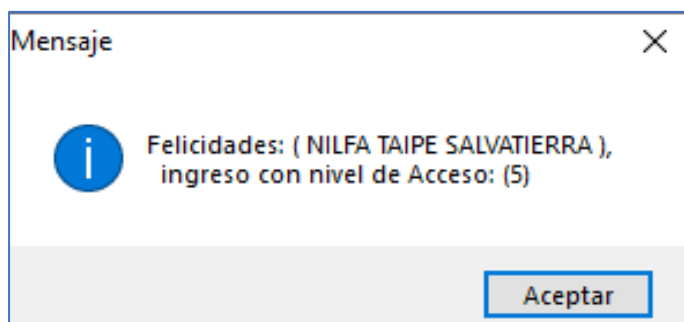 Mensaje
Felicidades: ( NILFA TAIPE SALVATIERRA ),
ingreso con nivel de Acceso: (5)
Aceptar